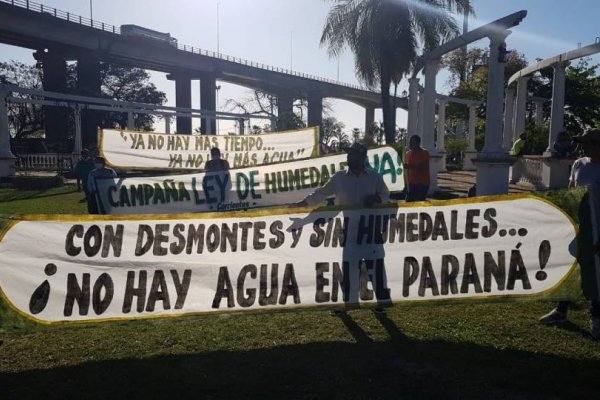 "YA NO HAY MAS TIEMPO...
YA NO HAY MAS AGUA"
CAMPAÑA LEY DE HUMEDALES YA!
Corrientes
CON DESMONTES Y SIN HUMEDALES...
¡NO HAY AGUA EN EL PARANÁ!